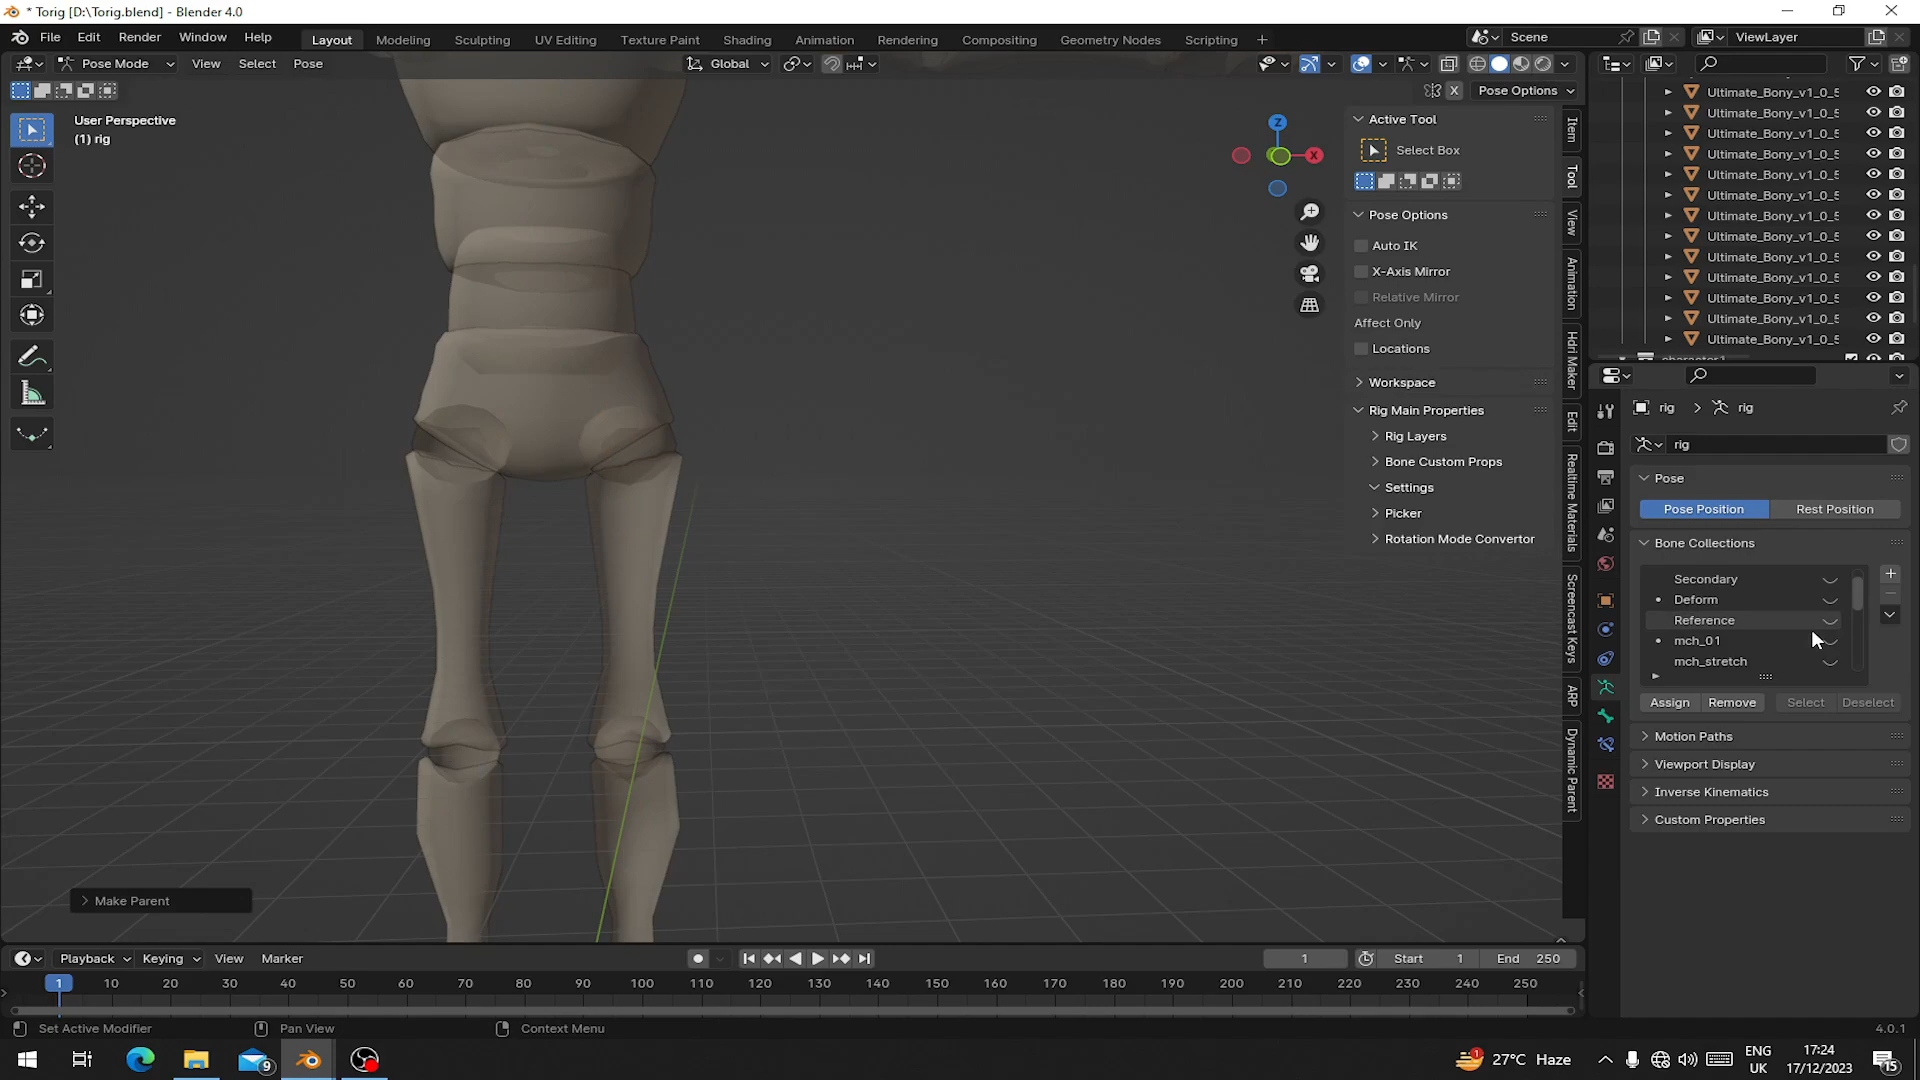 * Torig [D:\Torig.blend] - Blender 4.0
File Edit Render Window Help Layout Modeling Sculpting UV Editing Texture Paint Shading Animation Rendering Compositing Geometry Nodes Scripting + Scene ViewLayer
Pose Mode View Select Pose Global
X Pose Options
User Perspective
(1) rig
Z
X
Active Tool
Select Box
Pose Options
Auto IK
X-Axis Mirror
Relative Mirror
Affect Only
Locations
Workspace
Rig Main Properties
Rig Layers
Bone Custom Props
Settings
Picker
Rotation Mode Convertor
Item
Tool
View
Animation
Hdri Maker
Edit
Realtime Materials
Screencast Keys
ARP
Dynamic Parent
Ultimate_Bony_v1_0_5
Ultimate_Bony_v1_0_5
Ultimate_Bony_v1_0_5
Ultimate_Bony_v1_0_5
Ultimate_Bony_v1_0_5
Ultimate_Bony_v1_0_5
Ultimate_Bony_v1_0_5
Ultimate_Bony_v1_0_5
Ultimate_Bony_v1_0_5
Ultimate_Bony_v1_0_5
Ultimate_Bony_v1_0_5
Ultimate_Bony_v1_0_5
Ultimate_Bony_v1_0_5
rig > rig
rig
Pose
Pose Position Rest Position
Bone Collections
Secondary
Deform
Reference
mch_01
mch_stretch
Assign Remove Select Deselect
Motion Paths
Viewport Display
Inverse Kinematics
Custom Properties
Make Parent
Playback Keying View Marker 1 Start 1 End 250
1 10 20 30 40 50 60 70 80 90 100 110 120 130 140 150 160 170 180 190 200 210 220 230 240 250
Set Active Modifier Pan View Context Menu 4.0.1
9 1 27°C Haze ENG UK 17:24 17/12/2023 15